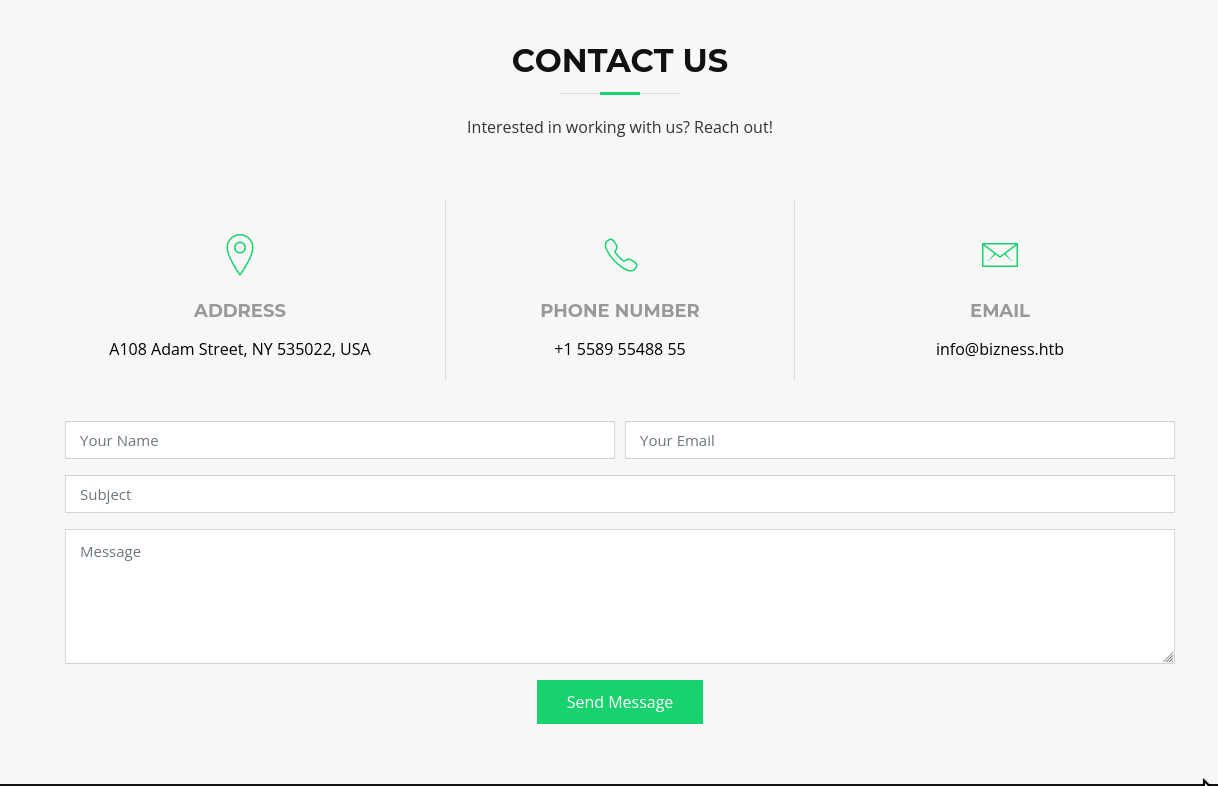 CONTACT US
Interested in working with us? Reach out!
ADDRESS
A108 Adam Street, NY 535022, USA
PHONE NUMBER
+1 5589 55488 55
EMAIL
info@bizness.htb
Your Name
Your Email
Subject
Message
Send Message